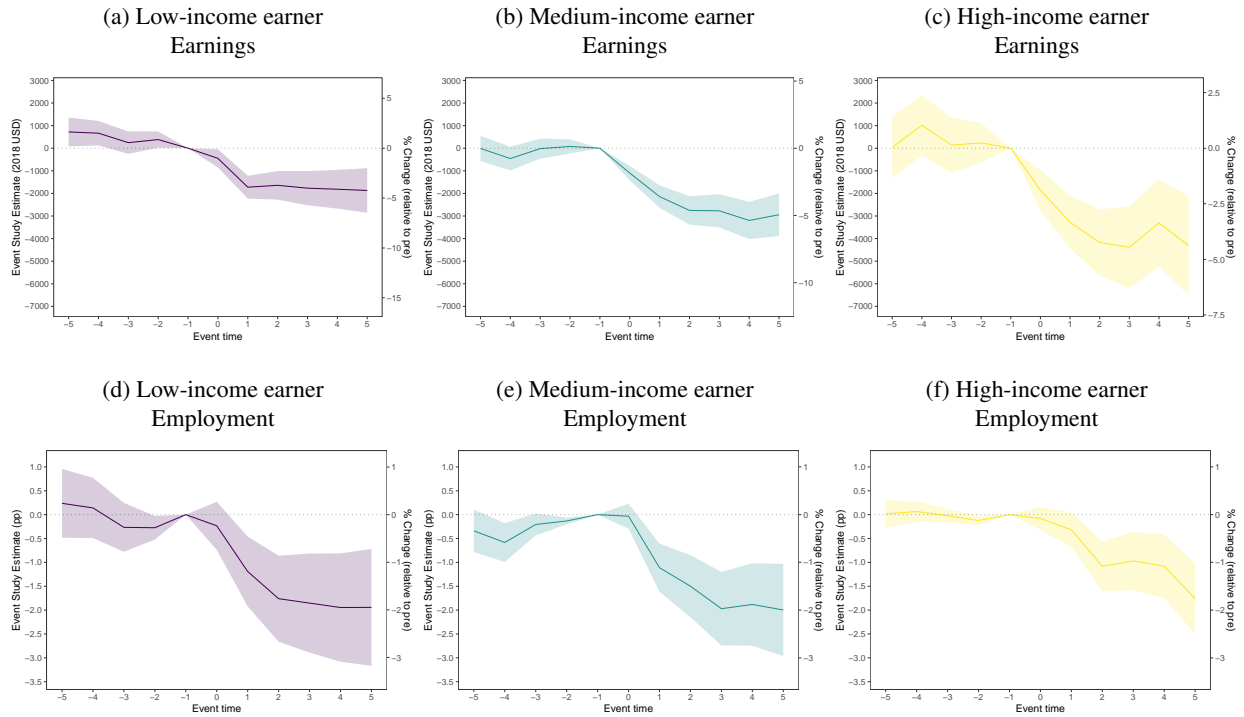 (a) Low-income earner
Earnings
(b) Medium-income earner
Earnings
(c) High-income earner
Earnings
Event Study Estimate (2018 USD)
3000
2000
1000
0
−1000
−2000
−3000
−4000
−5000
−6000
−7000
5
0
−5
−10
−15
% Change (relative to pre)
−5 −4 −3 −2 −1 0 1 2 3 4 5
Event time
Event Study Estimate (2018 USD)
3000
2000
1000
0
−1000
−2000
−3000
−4000
−5000
−6000
−7000
5
0
−5
−10
% Change (relative to pre)
−5 −4 −3 −2 −1 0 1 2 3 4 5
Event time
Event Study Estimate (2018 USD)
3000
2000
1000
0
−1000
−2000
−3000
−4000
−5000
−6000
−7000
2.5
0.0
−2.5
−5.0
−7.5
% Change (relative to pre)
−5 −4 −3 −2 −1 0 1 2 3 4 5
Event time
(d) Low-income earner
Employment
(e) Medium-income earner
Employment
(f) High-income earner
Employment
Event Study Estimate (pp)
1.0
0.5
0.0
−0.5
−1.0
−1.5
−2.0
−2.5
−3.0
−3.5
1
0
−1
−2
−3
% Change (relative to pre)
−5 −4 −3 −2 −1 0 1 2 3 4 5
Event time
Event Study Estimate (pp)
1.0
0.5
0.0
−0.5
−1.0
−1.5
−2.0
−2.5
−3.0
−3.5
1
0
−1
−2
−3
% Change (relative to pre)
−5 −4 −3 −2 −1 0 1 2 3 4 5
Event time
Event Study Estimate (pp)
1.0
0.5
0.0
−0.5
−1.0
−1.5
−2.0
−2.5
−3.0
−3.5
1
0
−1
−2
−3
% Change (relative to pre)
−5 −4 −3 −2 −1 0 1 2 3 4 5
Event time